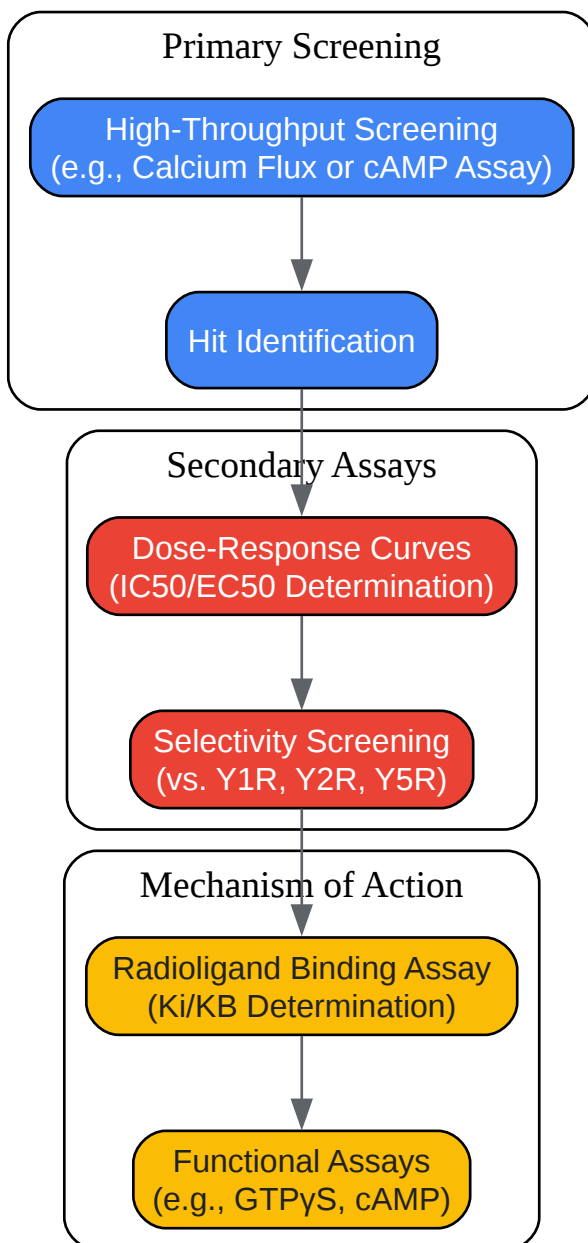 Primary Screening
High-Throughput Screening
(e.g., Calcium Flux or cAMP Assay)
Hit Identification
Secondary Assays
Dose-Response Curves
(IC50/EC50 Determination)
Selectivity Screening
(vs. Y1R, Y2R, Y5R)
Mechanism of Action
Radioligand Binding Assay
(Ki/KB Determination)
Functional Assays
(e.g., GTPγS, cAMP)